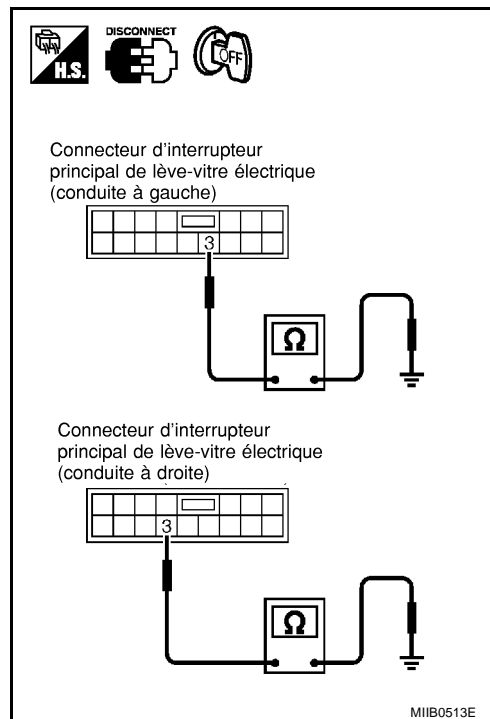 DISCONNECT
H.S.
OFF
Connecteur d'interrupteur
principal de lève-vitre électrique
(conduite à gauche)
3
Ω
Connecteur d'interrupteur
principal de lève-vitre électrique
(conduite à droite)
3
Ω
MIIB0513E